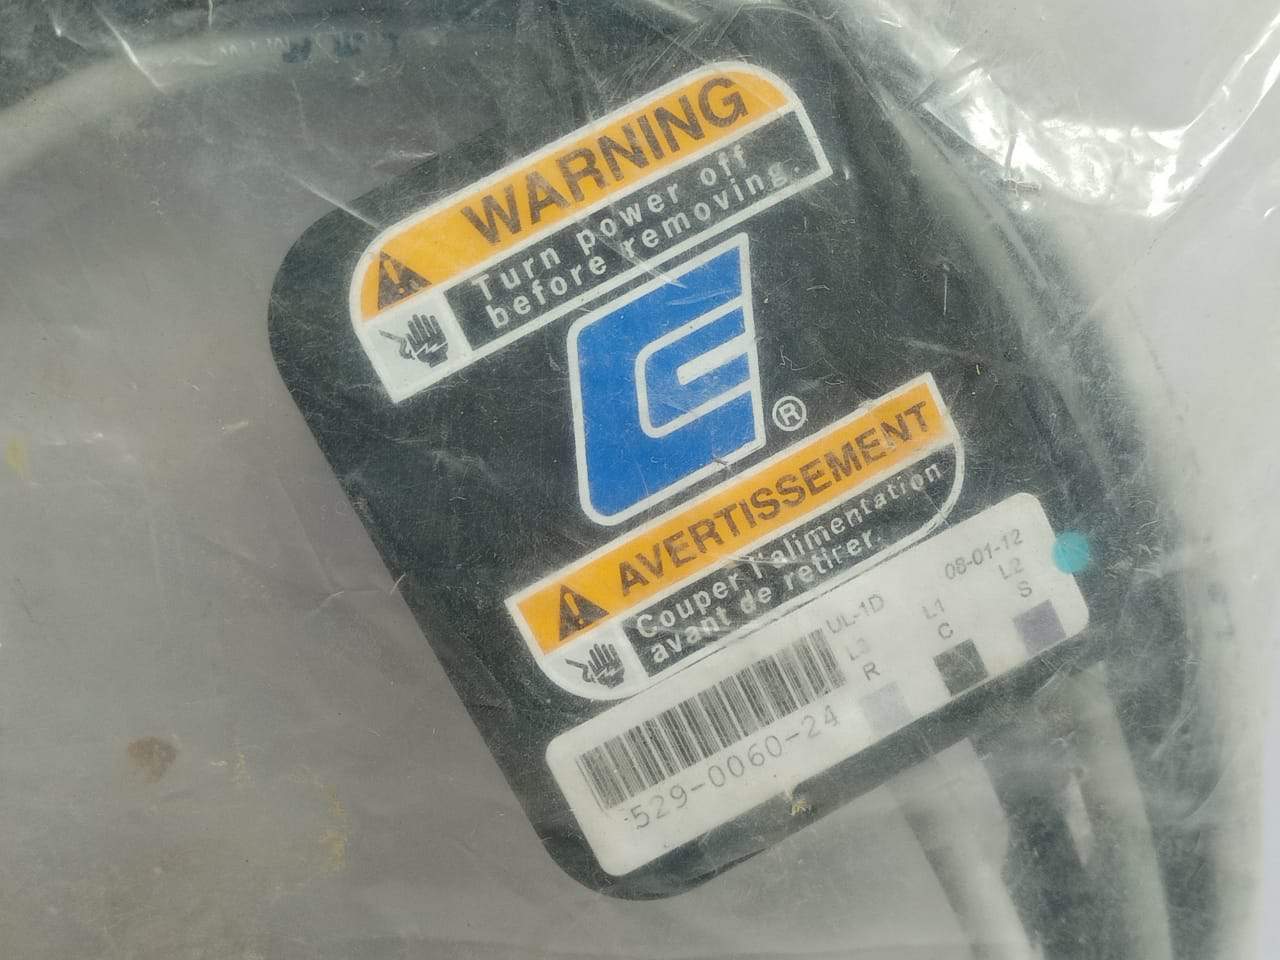 WARNING
Turn power off
before removing.
®
AVERTISSEMENT
Couper l'alimentation
avant de retirer.
UL-1D 08-01-12
L3 L1 L2
R C S
529-0060-24